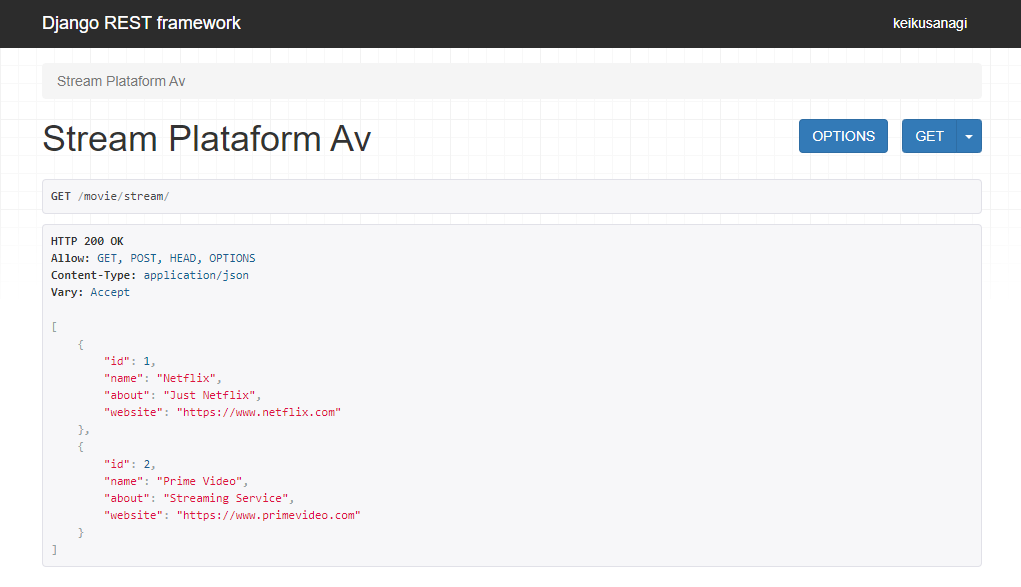 Django REST framework
keikusanagi
Stream Plataform Av
Stream Plataform Av
OPTIONS
GET
GET /movie/stream/
HTTP 200 OK
Allow: GET, POST, HEAD, OPTIONS
Content-Type: application/json
Vary: Accept
[
    {
        "id": 1,
        "name": "Netflix",
        "about": "Just Netflix",
        "website": "https://www.netflix.com"
    },
    {
        "id": 2,
        "name": "Prime Video",
        "about": "Streaming Service",
        "website": "https://www.primevideo.com"
    }
]